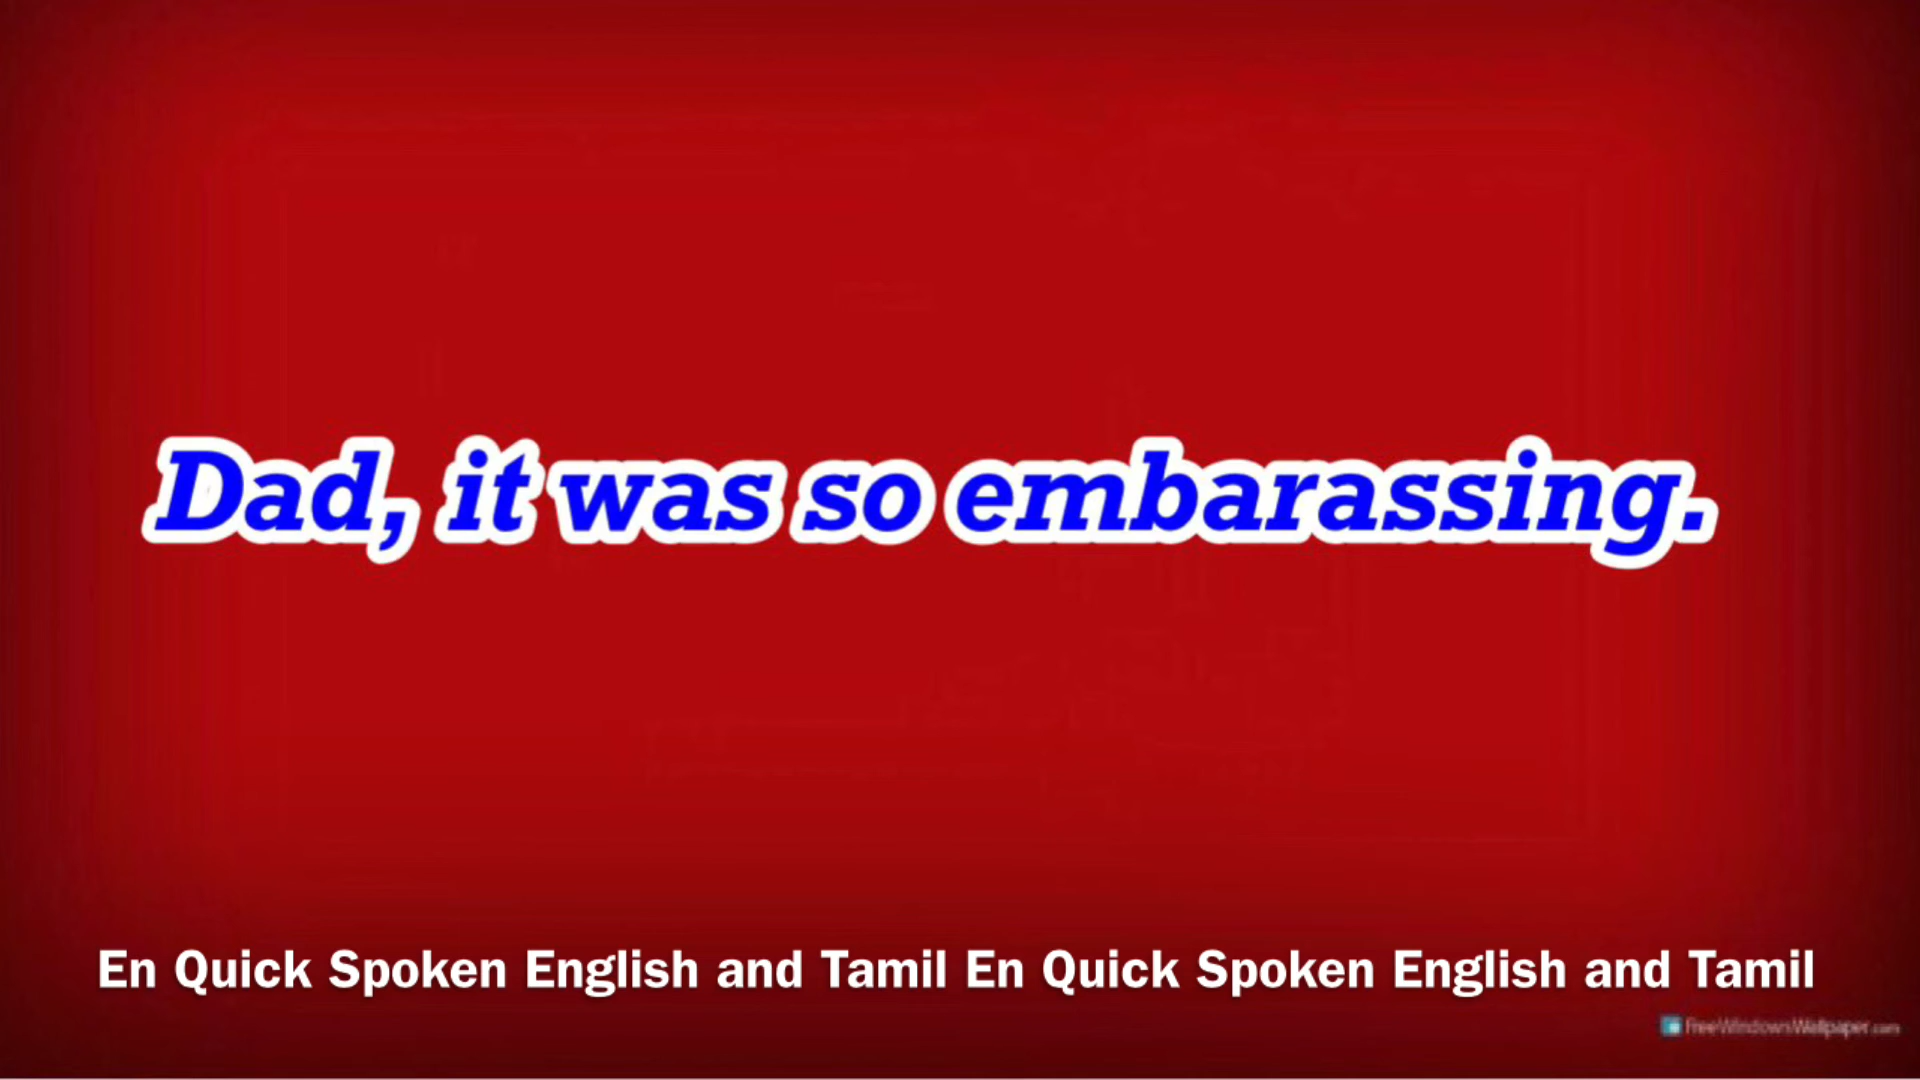 Dad, it was so embarassing.
En Quick Spoken English and Tamil En Quick Spoken English and Tamil
FreeWindowsWallpaper.com